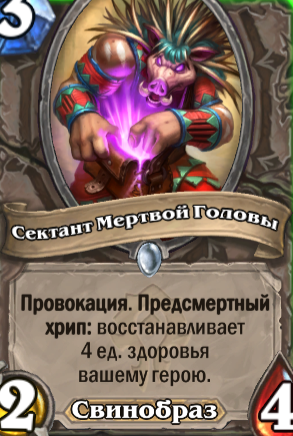 3
Сектант Мертвой Головы
Провокация. Предсмертный
хрип: восстанавливает
4 ед. здоровья
вашему герою.
2
Свинобраз
4